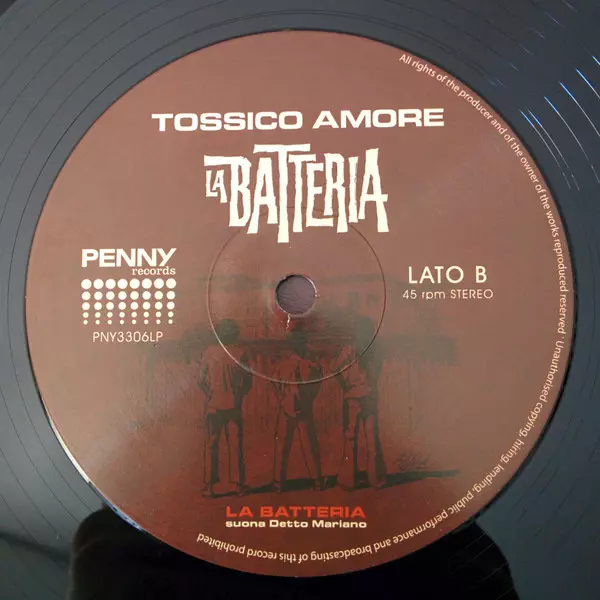 TOSSICO AMORE
LA BATTERIA
PENNY
records
PNY3306LP
LATO B
45 rpm STEREO
LA BATTERIA
suona Detto Mariano
All rights of the producer and of the owner of the works reproduced reserved · Unauthorised copying, hiring, lending, public performance and broadcasting of this record prohibited